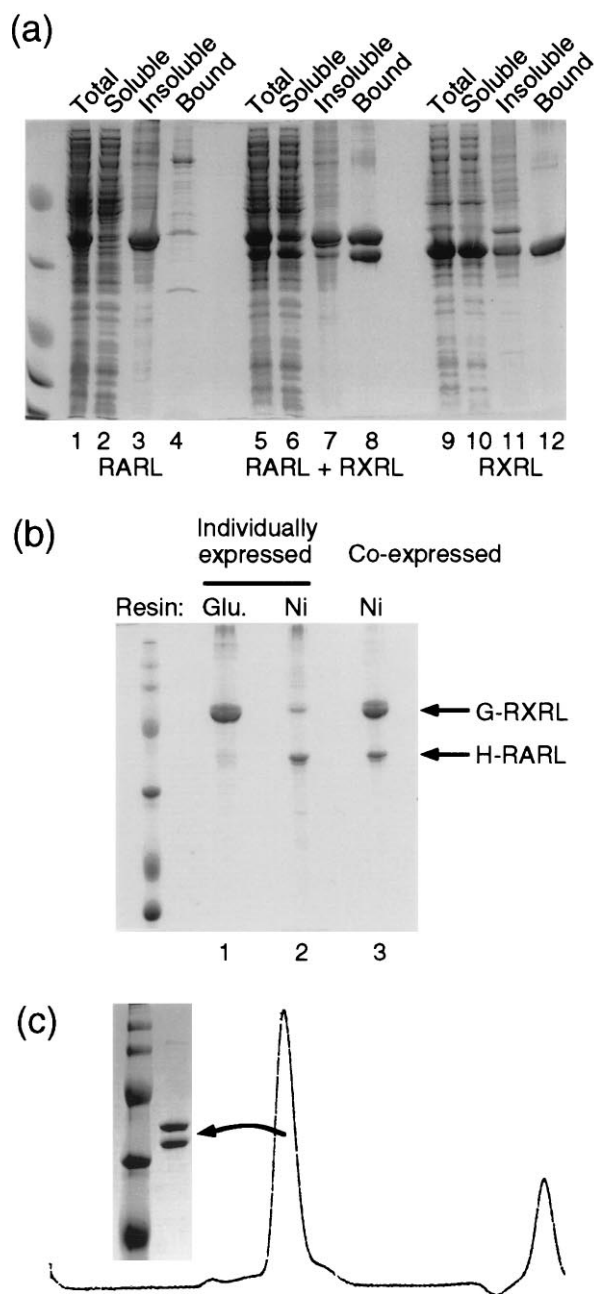 (a)
Total Soluble Insoluble Bound Total Soluble Insoluble Bound Total Soluble Insoluble Bound
1 2 3 4 5 6 7 8 9 10 11 12
RARL RARL + RXRL RXRL
(b)
Individually
expressed Co-expressed
Resin: Glu. Ni Ni
G-RXRL
H-RARL
1 2 3
(c)